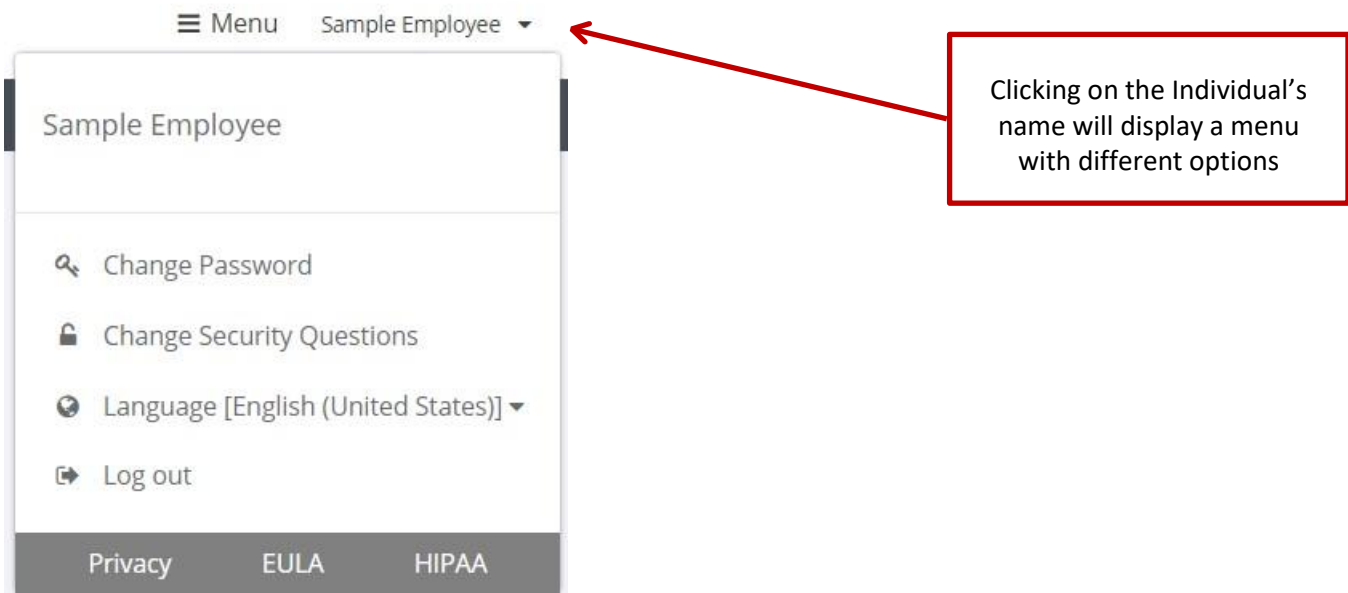 Menu Sample Employee
Clicking on the Individual’s
name will display a menu
with different options
Sample Employee
Change Password
Change Security Questions
Language [English (United States)]
Log out
Privacy EULA HIPAA